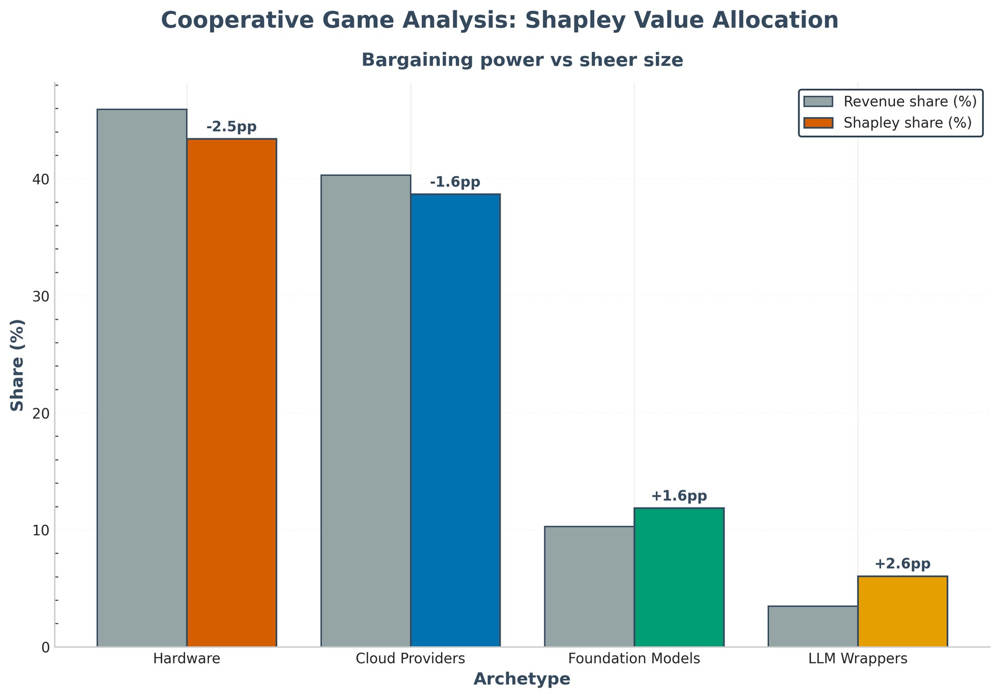 Cooperative Game Analysis: Shapley Value Allocation
Bargaining power vs sheer size
Revenue share (%)
Shapley share (%)
-2.5pp
-1.6pp
+1.6pp
+2.6pp
Share (%)
40
30
20
10
0
Hardware
Cloud Providers
Foundation Models
LLM Wrappers
Archetype